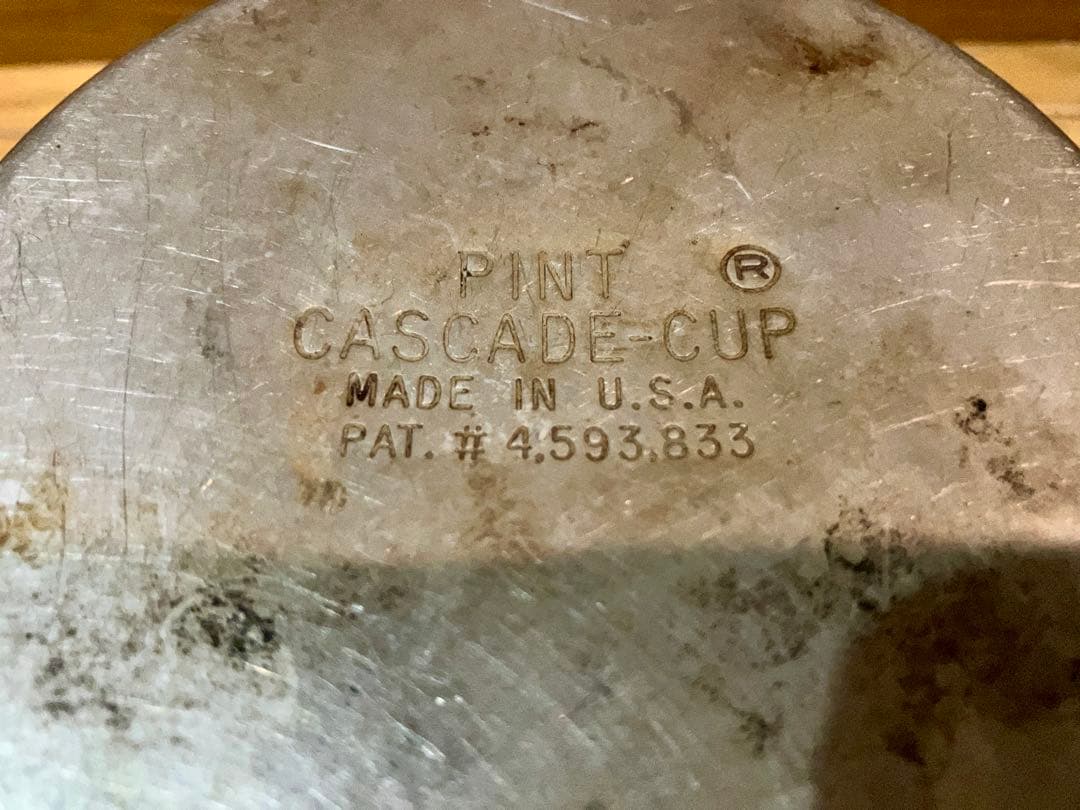 PINT ®
CASCADE-CUP
MADE IN U.S.A.
PAT. # 4,593,833